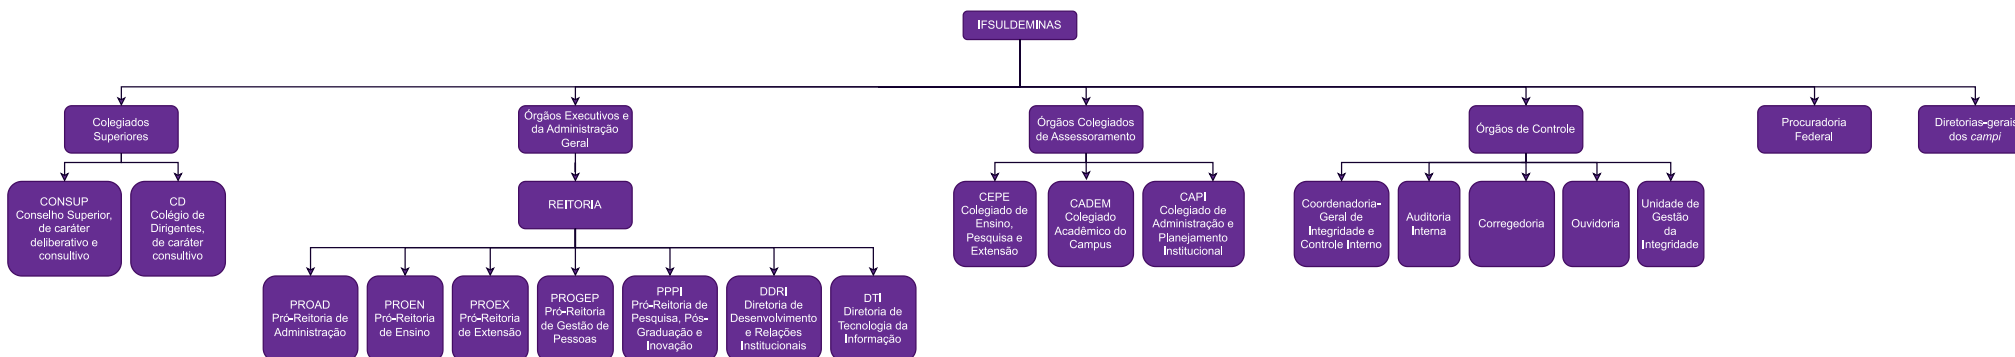 IFSULDEMINAS
Colegiados
Superiores
Órgãos Executivos e
da Administração
Geral
Órgãos Colegiados
de Assessoramento
Órgãos de Controle
Procuradoria
Federal
Diretorias-gerais
dos campi
CONSUP
Conselho Superior,
de caráter
deliberativo e
consultivo
CD
Colégio de
Dirigentes,
de caráter
consultivo
REITORIA
CEPE
Colegiado de
Ensino,
Pesquisa e
Extensão
CADEM
Colegiado
Acadêmico do
Campus
CAPI
Colegiado de
Administração e
Planejamento
Institucional
Coordenadoria-
Geral de
Integridade e
Controle Interno
Auditoria
Interna
Corregedoria
Ouvidoria
Unidade de
Gestão
da
Integridade
PROAD
Pró-Reitoria de
Administração
PROEN
Pró-Reitoria
de Ensino
PROEX
Pró-Reitoria
de Extensão
PROGEP
Pró-Reitoria
de Gestão de
Pessoas
PPPI
Pró-Reitoria de
Pesquisa, Pós-
Graduação e
Inovação
DDRI
Diretoria de
Desenvolvimento
e Relações
Institucionais
DTI
Diretoria de
Tecnologia da
Informação